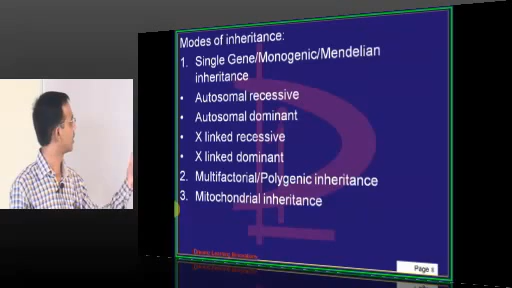 Modes of inheritance:
1. Single Gene/Monogenic/Mendelian
inheritance
• Autosomal recessive
• Autosomal dominant
• X linked recessive
• X linked dominant
2. Multifactorial/Polygenic inheritance
3. Mitochondrial inheritance
Page 8